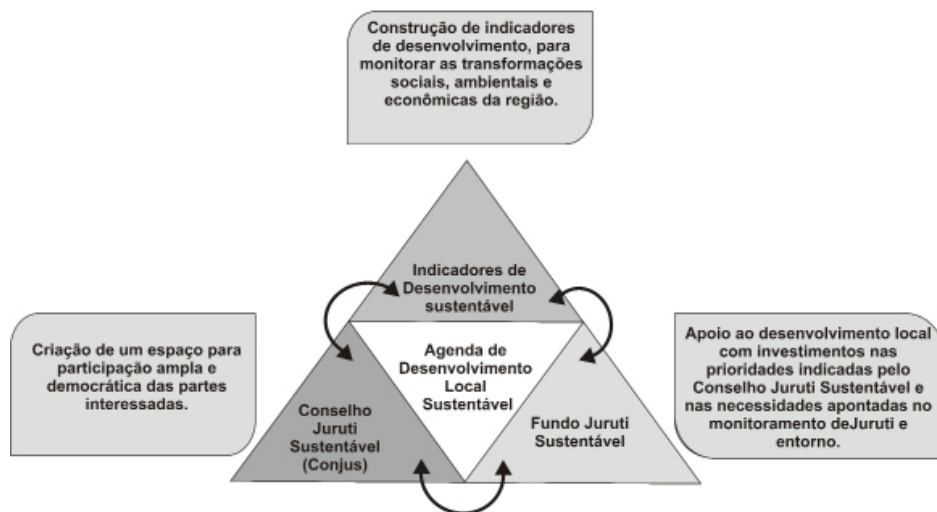 Construção de indicadores
de desenvolvimento, para
monitorar as transformações
sociais, ambientais e
econômicas da região.
Indicadores de
Desenvolvimento
sustentável
Criação de um espaço para
participação ampla e
democrática das partes
interessadas.
Agenda de
Desenvolvimento
Local
Sustentável
Apoio ao desenvolvimento local
com investimentos nas
prioridades indicadas pelo
Conselho Juruti Sustentável e
nas necessidades apontadas no
monitoramento deJuruti e
entorno.
Conselho
Juruti
Sustentável
(Conjus)
Fundo Juruti
Sustentável